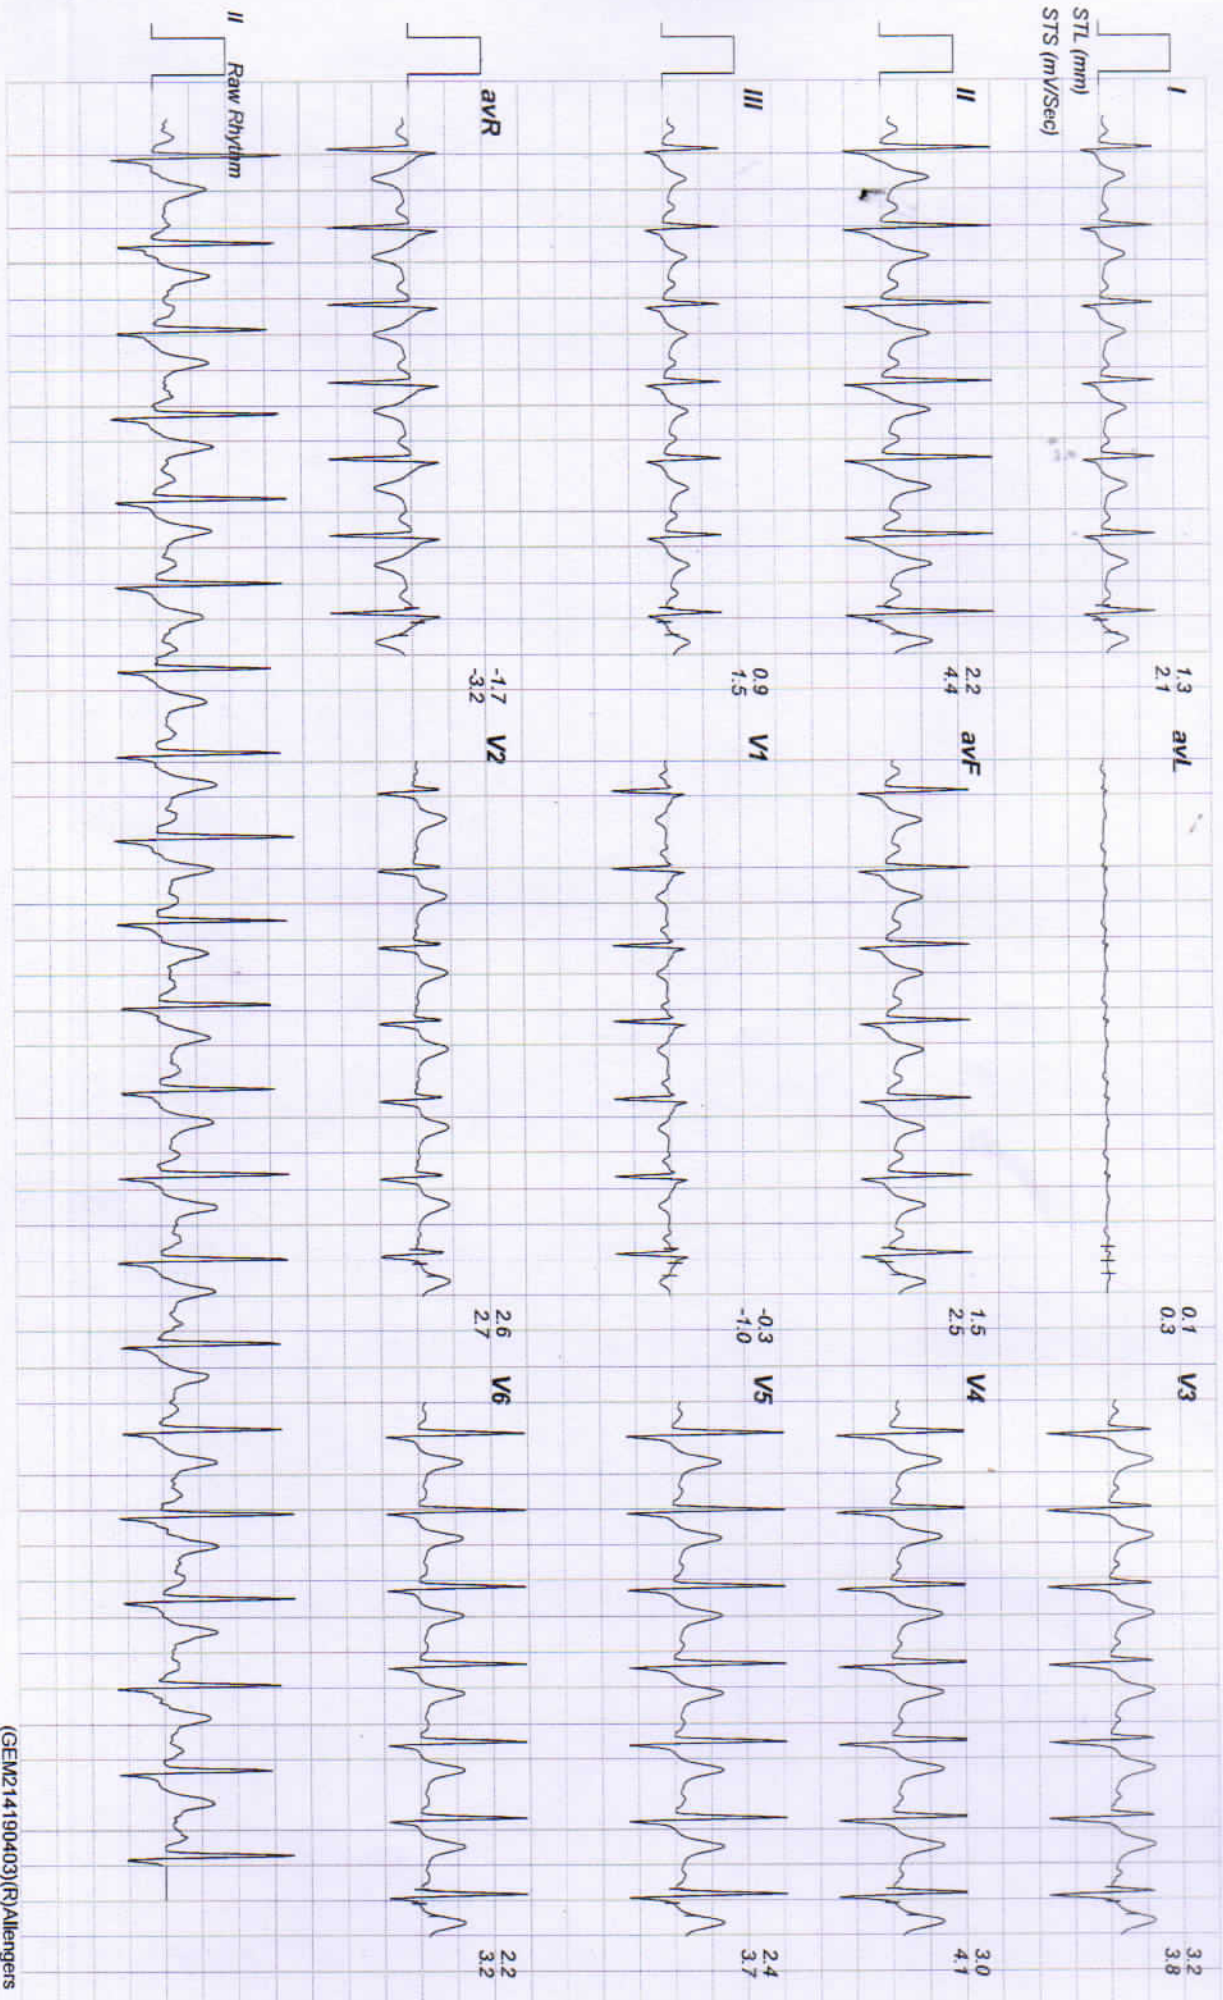 STL (mm)
STS (mV/Sec)
I
1.3
2.1
avL
0.1
0.3
V3
3.2
3.8
II
2.2
4.4
avF
1.5
2.5
V4
3.0
4.1
III
0.9
1.5
V1
-0.3
-1.0
V5
2.4
3.7
avR
-1.7
-3.2
V2
2.6
2.7
V6
2.2
3.2
II Raw Rhythm
(GEM214190403)(R)Allengers